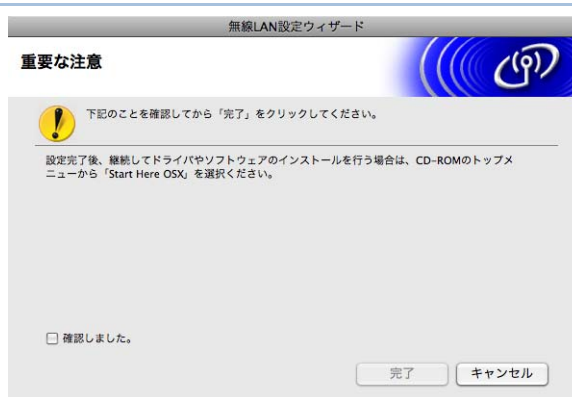 無線LAN設定ウィザード
重要な注意
下記のことを確認してから「完了」をクリックしてください。
設定完了後、継続してドライバやソフトウェアのインストールを行う場合は、CD-ROMのトップメ
ニューから「Start Here OSX」を選択ください。
確認しました。
完了
キャンセル